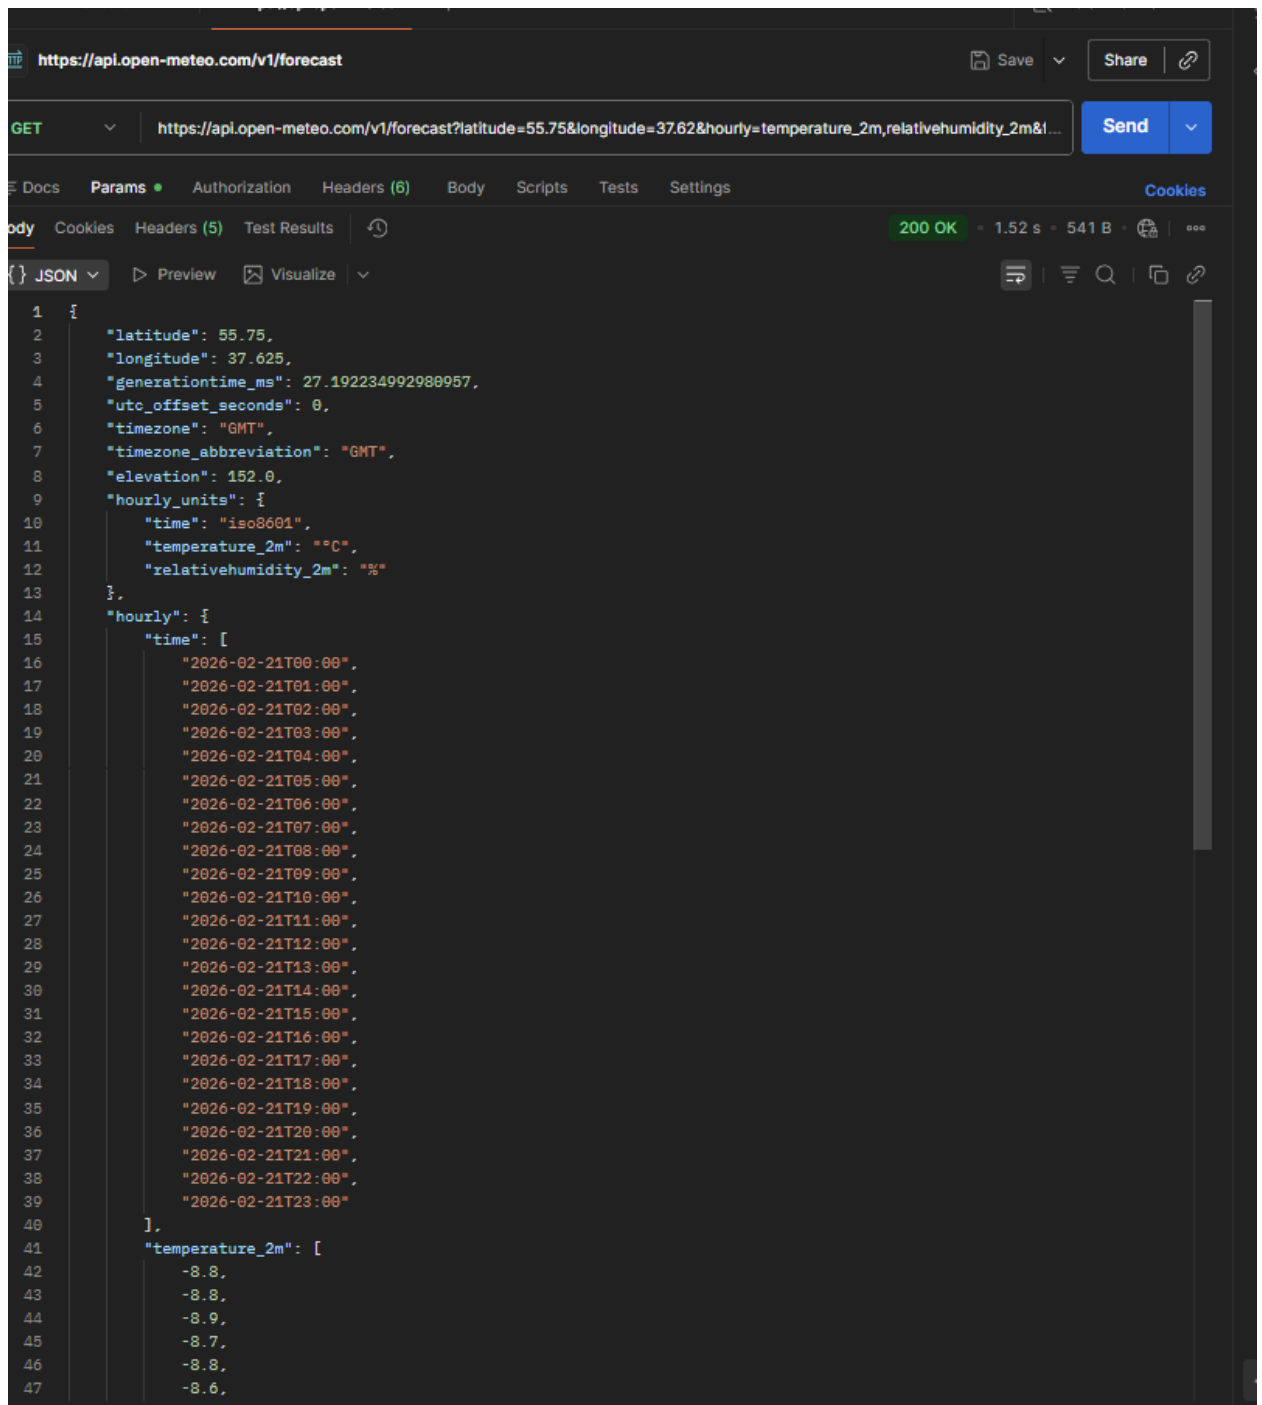 https://api.open-meteo.com/v1/forecast
Save
Share
GET
https://api.open-meteo.com/v1/forecast?latitude=55.75&longitude=37.62&hourly=temperature_2m,relativehumidity_2m&f...
Send
Docs Params Authorization Headers (6) Body Scripts Tests Settings Cookies
ody Cookies Headers (5) Test Results 200 OK 1.52 s 541 B
{} JSON Preview Visualize
1 {
2 "latitude": 55.75,
3 "longitude": 37.625,
4 "generationtime_ms": 27.192234992980957,
5 "utc_offset_seconds": 0,
6 "timezone": "GMT",
7 "timezone_abbreviation": "GMT",
8 "elevation": 152.0,
9 "hourly_units": {
10 "time": "iso8601",
11 "temperature_2m": "°C",
12 "relativehumidity_2m": "%"
13 },
14 "hourly": {
15 "time": [
16 "2026-02-21T00:00",
17 "2026-02-21T01:00",
18 "2026-02-21T02:00",
19 "2026-02-21T03:00",
20 "2026-02-21T04:00",
21 "2026-02-21T05:00",
22 "2026-02-21T06:00",
23 "2026-02-21T07:00",
24 "2026-02-21T08:00",
25 "2026-02-21T09:00",
26 "2026-02-21T10:00",
27 "2026-02-21T11:00",
28 "2026-02-21T12:00",
29 "2026-02-21T13:00",
30 "2026-02-21T14:00",
31 "2026-02-21T15:00",
32 "2026-02-21T16:00",
33 "2026-02-21T17:00",
34 "2026-02-21T18:00",
35 "2026-02-21T19:00",
36 "2026-02-21T20:00",
37 "2026-02-21T21:00",
38 "2026-02-21T22:00",
39 "2026-02-21T23:00"
40 ],
41 "temperature_2m": [
42 -8.8,
43 -8.8,
44 -8.9,
45 -8.7,
46 -8.8,
47 -8.6,